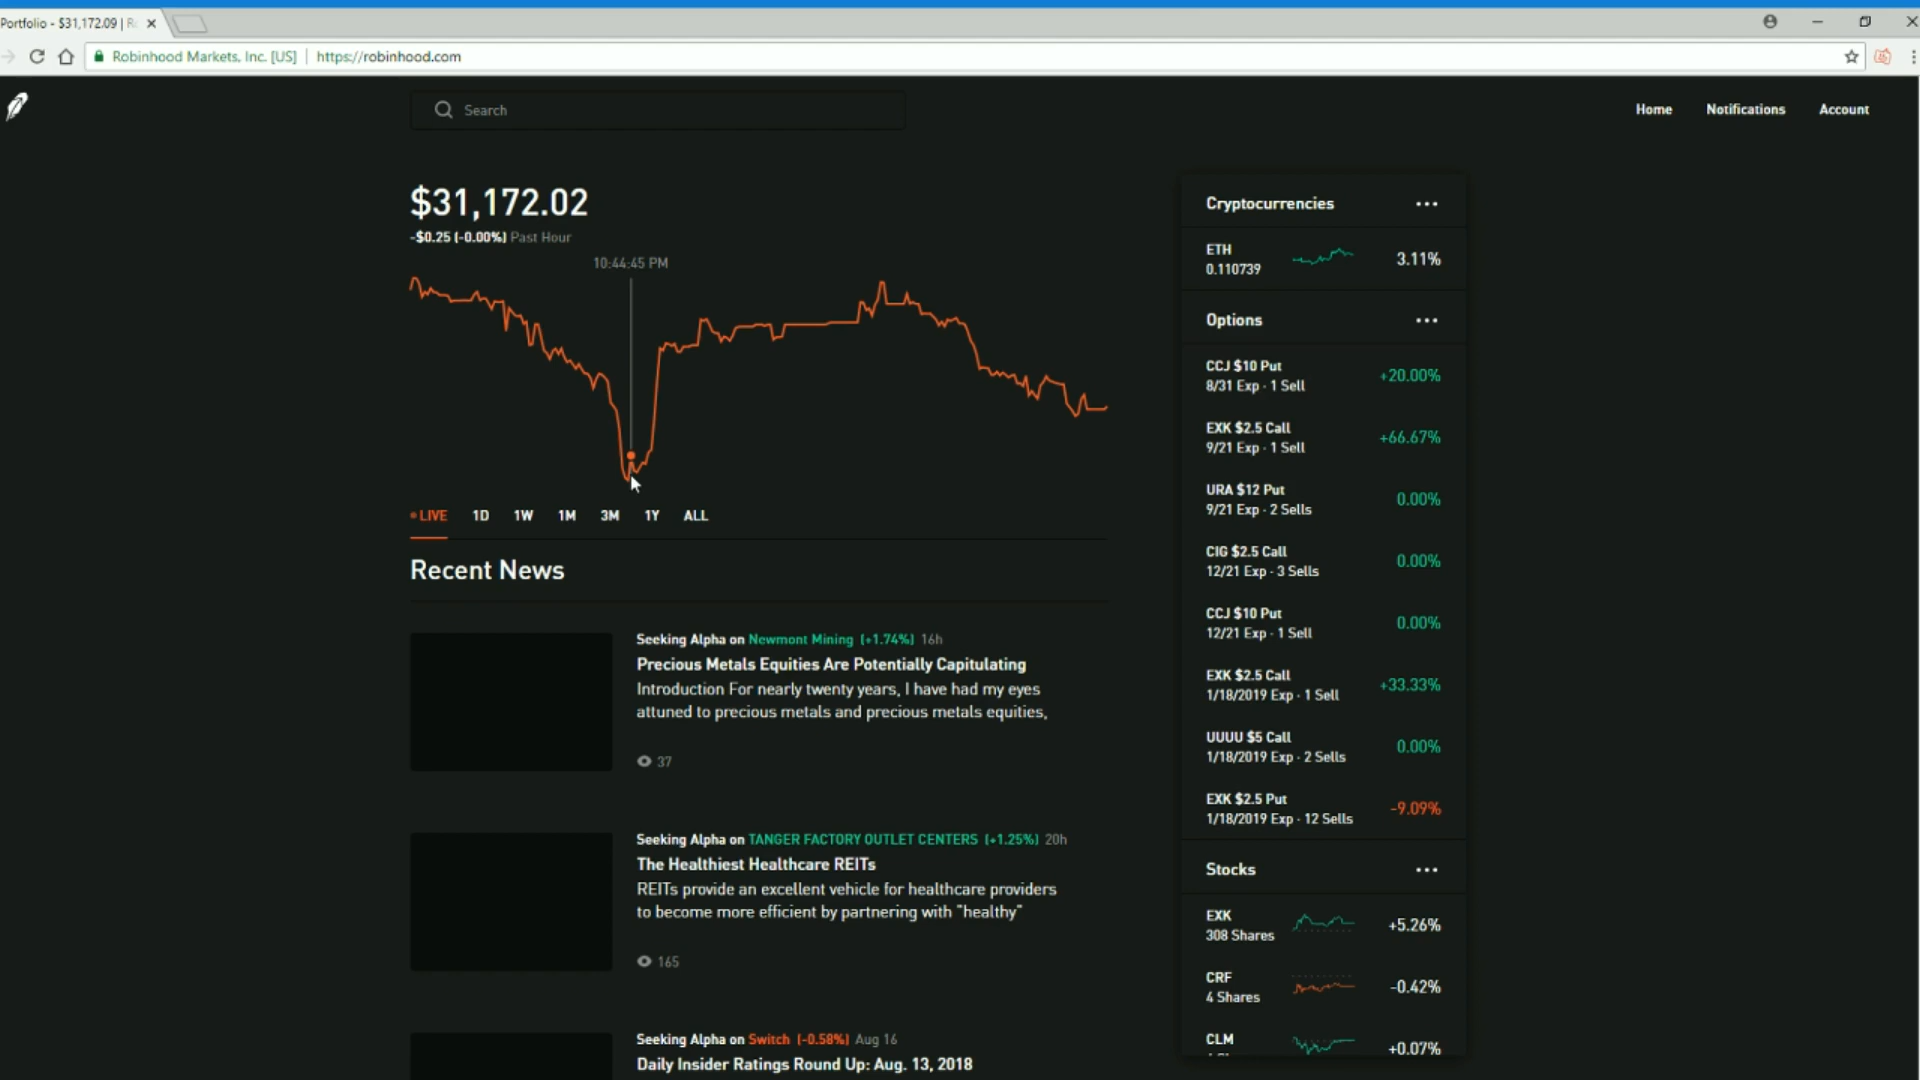 Portfolio - $31,172.09 | R
Robinhood Markets, Inc. [US] | https://robinhood.com
Search
Home
Notifications
Account
$31,172.02
-$0.25 (-0.00%) Past Hour
10:44:45 PM
LIVE 1D 1W 1M 3M 1Y ALL
Recent News
Seeking Alpha on Newmont Mining (+1.74%) 16h
Precious Metals Equities Are Potentially Capitulating
Introduction For nearly twenty years, I have had my eyes
attuned to precious metals and precious metals equities,
37
Seeking Alpha on TANGER FACTORY OUTLET CENTERS (+1.25%) 20h
The Healthiest Healthcare REITs
REITs provide an excellent vehicle for healthcare providers
to become more efficient by partnering with "healthy"
165
Seeking Alpha on Switch (-0.58%) Aug 16
Daily Insider Ratings Round Up: Aug. 13, 2018
Cryptocurrencies
ETH
0.110739
3.11%
Options
CCJ $10 Put
8/31 Exp · 1 Sell
+20.00%
EXK $2.5 Call
9/21 Exp · 1 Sell
+66.67%
URA $12 Put
9/21 Exp · 2 Sells
0.00%
CIG $2.5 Call
12/21 Exp · 3 Sells
0.00%
CCJ $10 Put
12/21 Exp · 1 Sell
0.00%
EXK $2.5 Call
1/18/2019 Exp · 1 Sell
+33.33%
UUUU $5 Call
1/18/2019 Exp · 2 Sells
0.00%
EXK $2.5 Put
1/18/2019 Exp · 12 Sells
-9.09%
Stocks
EXK
308 Shares
+5.26%
CRF
4 Shares
-0.42%
CLM
+0.07%